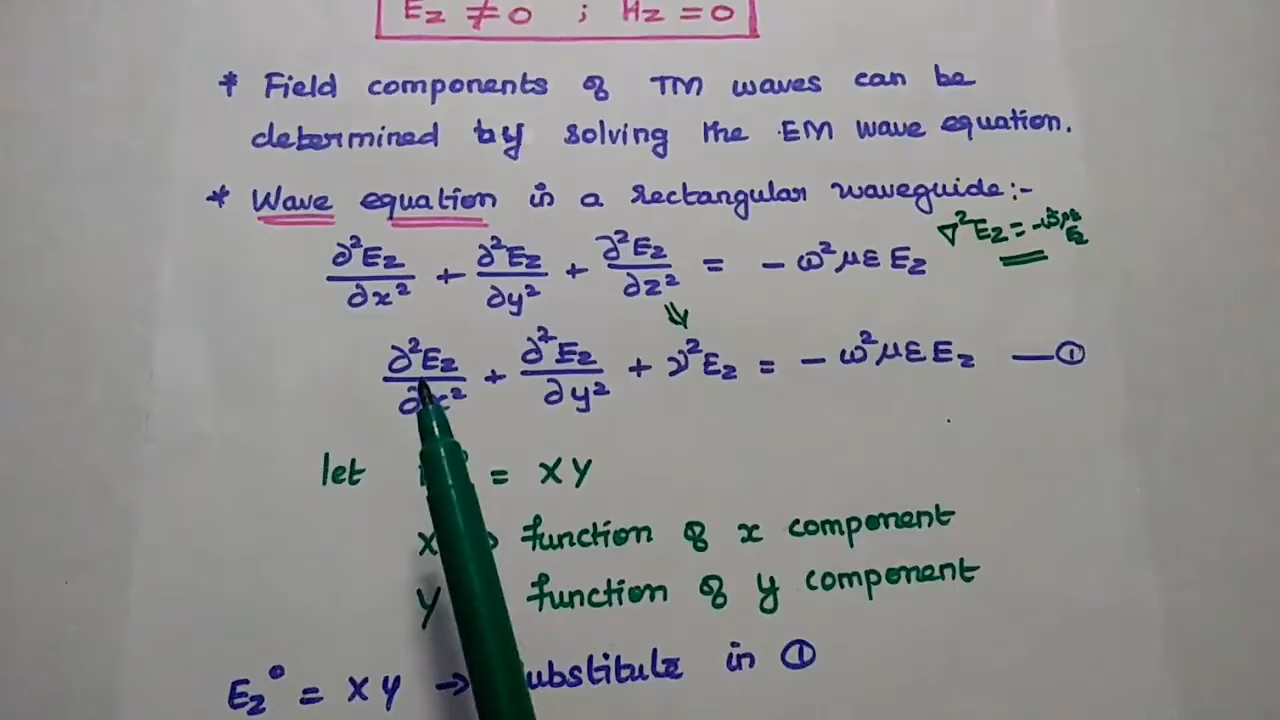 Ez ≠ 0 ; Hz = 0
* Field components of TM waves can be
determined by solving the EM wave equation.
* Wave equation in a rectangular waveguide:-
∇²Ez = -ω²με Ez
∂²Ez/∂x² + ∂²Ez/∂y² + ∂²Ez/∂z² = - ω²με Ez
∂²Ez/∂x² + ∂²Ez/∂y² + γ²Ez = - ω²με Ez —①
let = XY
X function of x component
Y function of y component
Ez° = XY → Substitute in ①